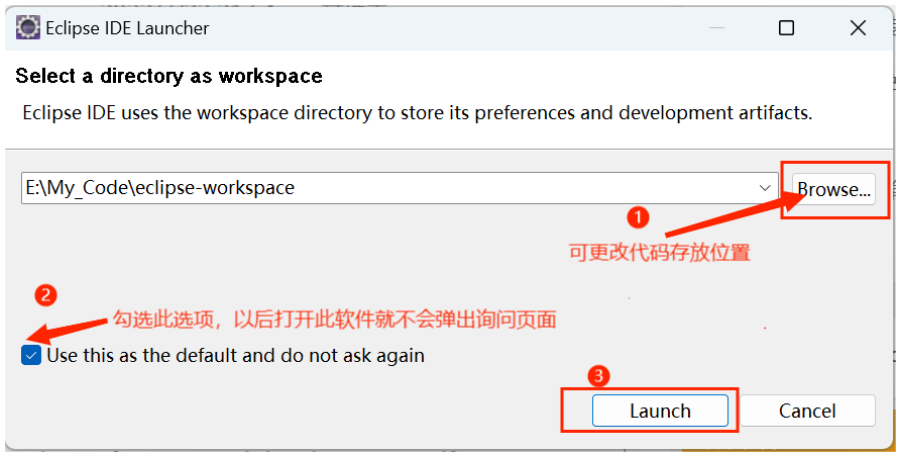 Eclipse IDE Launcher
Select a directory as workspace
Eclipse IDE uses the workspace directory to store its preferences and development artifacts.
E:\My_Code\eclipse-workspace
Browse...
1
可更改代码存放位置
2
勾选此选项，以后打开此软件就不会弹出询问页面
Use this as the default and do not ask again
3
Launch
Cancel